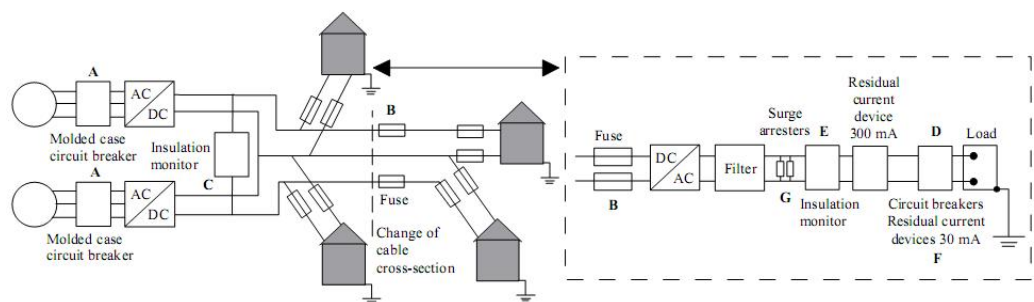 A
Molded case
circuit breaker
AC
DC
Insulation
monitor
C
A
Molded case
circuit breaker
AC
DC
B
Fuse
Change of
cable
cross-section
Fuse
B
DC
AC
Filter
Surge
arresters
G
E
Insulation
monitor
Residual
current
device
300 mA
D
Circuit breakers
Residual current
devices 30 mA
F
Load